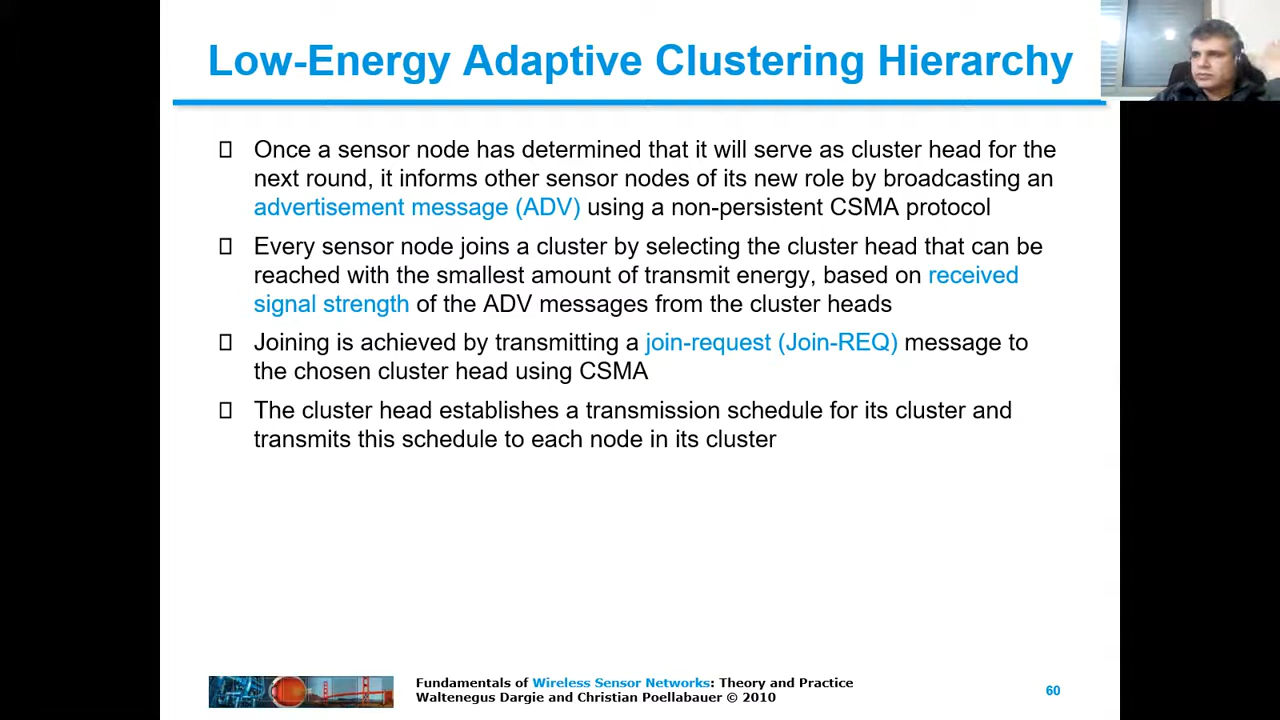 Low-Energy Adaptive Clustering Hierarchy
Once a sensor node has determined that it will serve as cluster head for the
next round, it informs other sensor nodes of its new role by broadcasting an
advertisement message (ADV) using a non-persistent CSMA protocol
Every sensor node joins a cluster by selecting the cluster head that can be
reached with the smallest amount of transmit energy, based on received
signal strength of the ADV messages from the cluster heads
Joining is achieved by transmitting a join-request (Join-REQ) message to
the chosen cluster head using CSMA
The cluster head establishes a transmission schedule for its cluster and
transmits this schedule to each node in its cluster
Fundamentals of Wireless Sensor Networks: Theory and Practice
Waltenegus Dargie and Christian Poellabauer © 2010
60